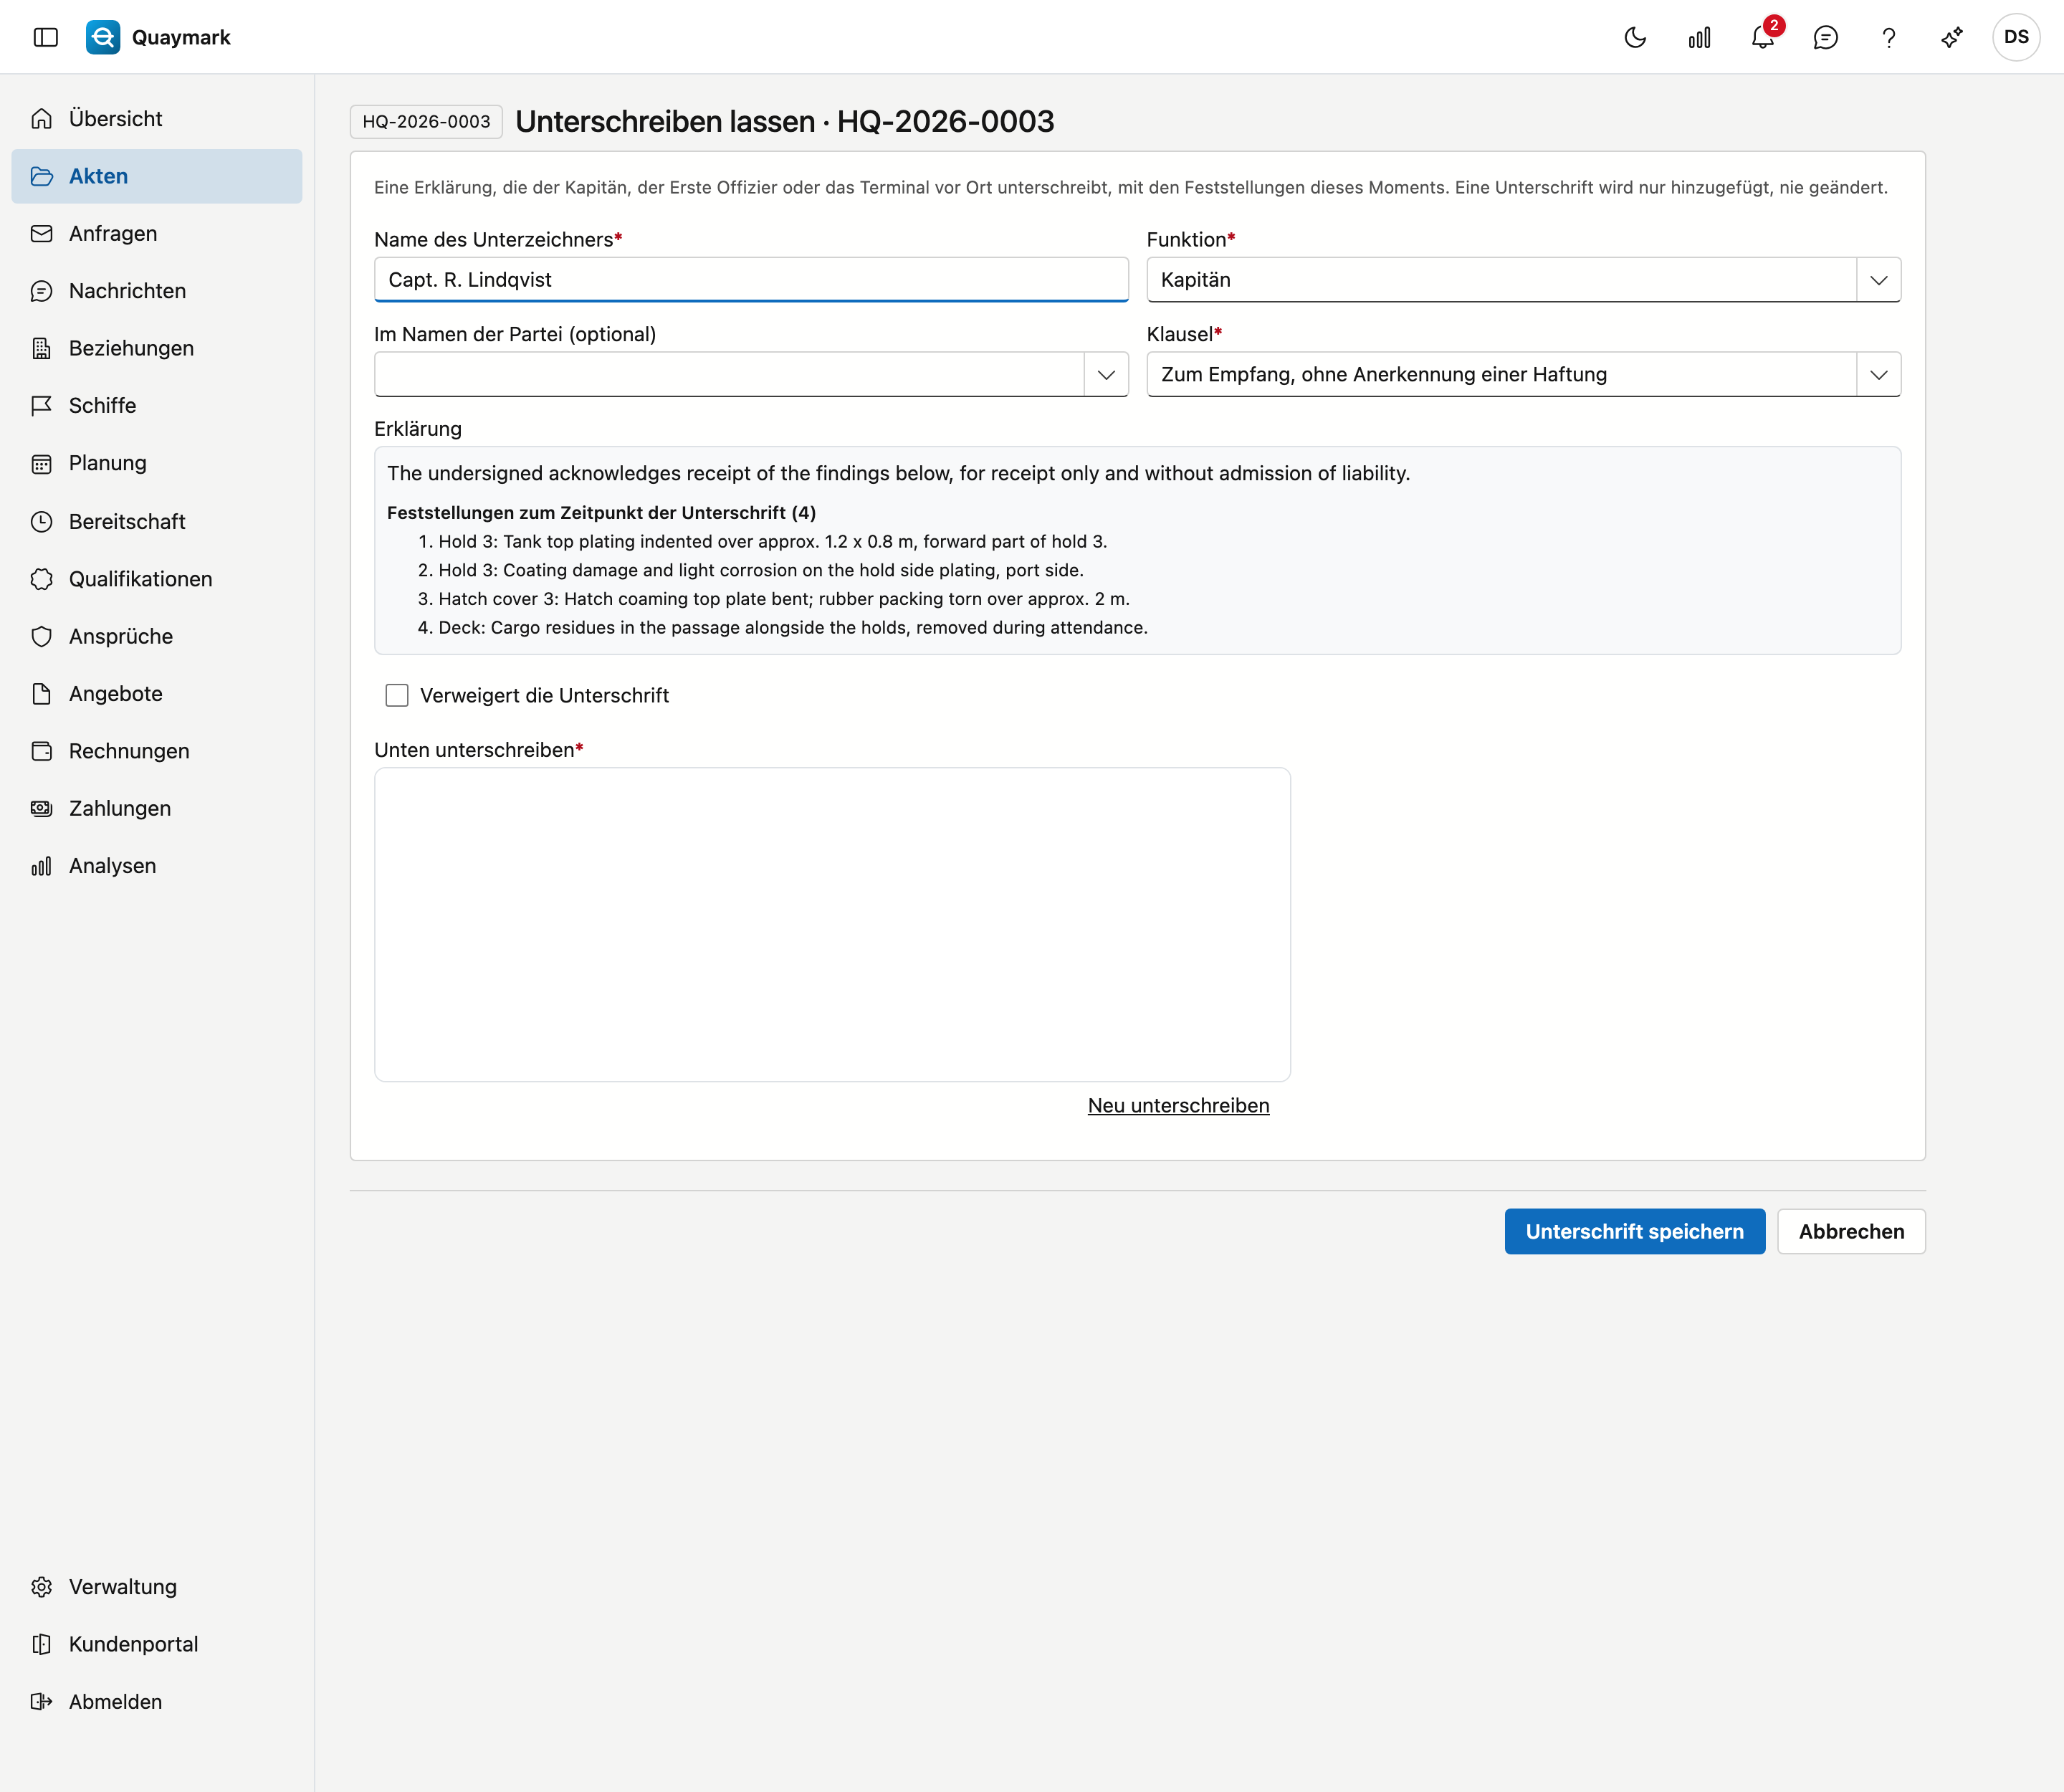 Quaymark
2
DS
Übersicht
Akten
Anfragen
Nachrichten
Beziehungen
Schiffe
Planung
Bereitschaft
Qualifikationen
Ansprüche
Angebote
Rechnungen
Zahlungen
Analysen
Verwaltung
Kundenportal
Abmelden
HQ-2026-0003 Unterschreiben lassen · HQ-2026-0003
Eine Erklärung, die der Kapitän, der Erste Offizier oder das Terminal vor Ort unterschreibt, mit den Feststellungen dieses Moments. Eine Unterschrift wird nur hinzugefügt, nie geändert.
Name des Unterzeichners* Funktion*
Capt. R. Lindqvist Kapitän
Im Namen der Partei (optional) Klausel*
Zum Empfang, ohne Anerkennung einer Haftung
Erklärung
The undersigned acknowledges receipt of the findings below, for receipt only and without admission of liability.
Feststellungen zum Zeitpunkt der Unterschrift (4)
1. Hold 3: Tank top plating indented over approx. 1.2 x 0.8 m, forward part of hold 3.
2. Hold 3: Coating damage and light corrosion on the hold side plating, port side.
3. Hatch cover 3: Hatch coaming top plate bent; rubber packing torn over approx. 2 m.
4. Deck: Cargo residues in the passage alongside the holds, removed during attendance.
Verweigert die Unterschrift
Unten unterschreiben*
Neu unterschreiben
Unterschrift speichern Abbrechen